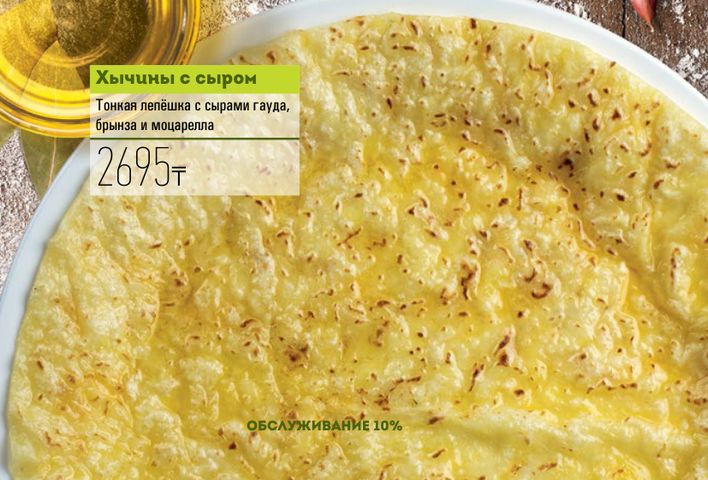 Хычины с сыром
Тонкая лепёшка с сырами гауда,
брынза и моцарелла
2695₸
ОБСЛУЖИВАНИЕ 10%